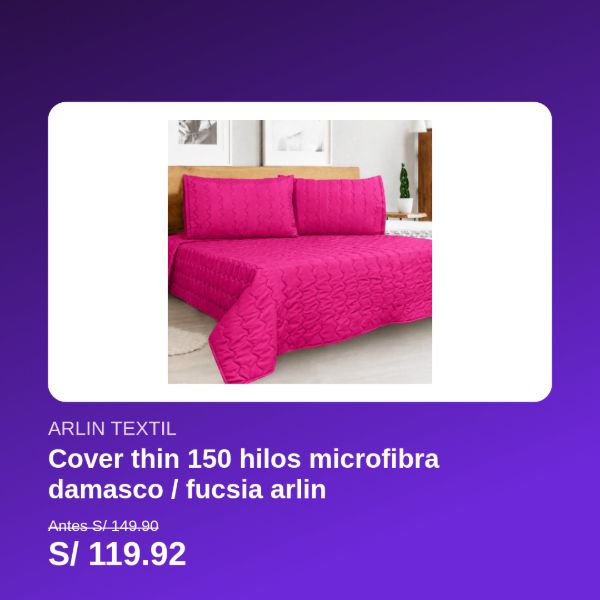 ARLIN TEXTIL
Cover thin 150 hilos microfibra
damasco / fucsia arlin
Antes S/ 149.90
S/ 119.92